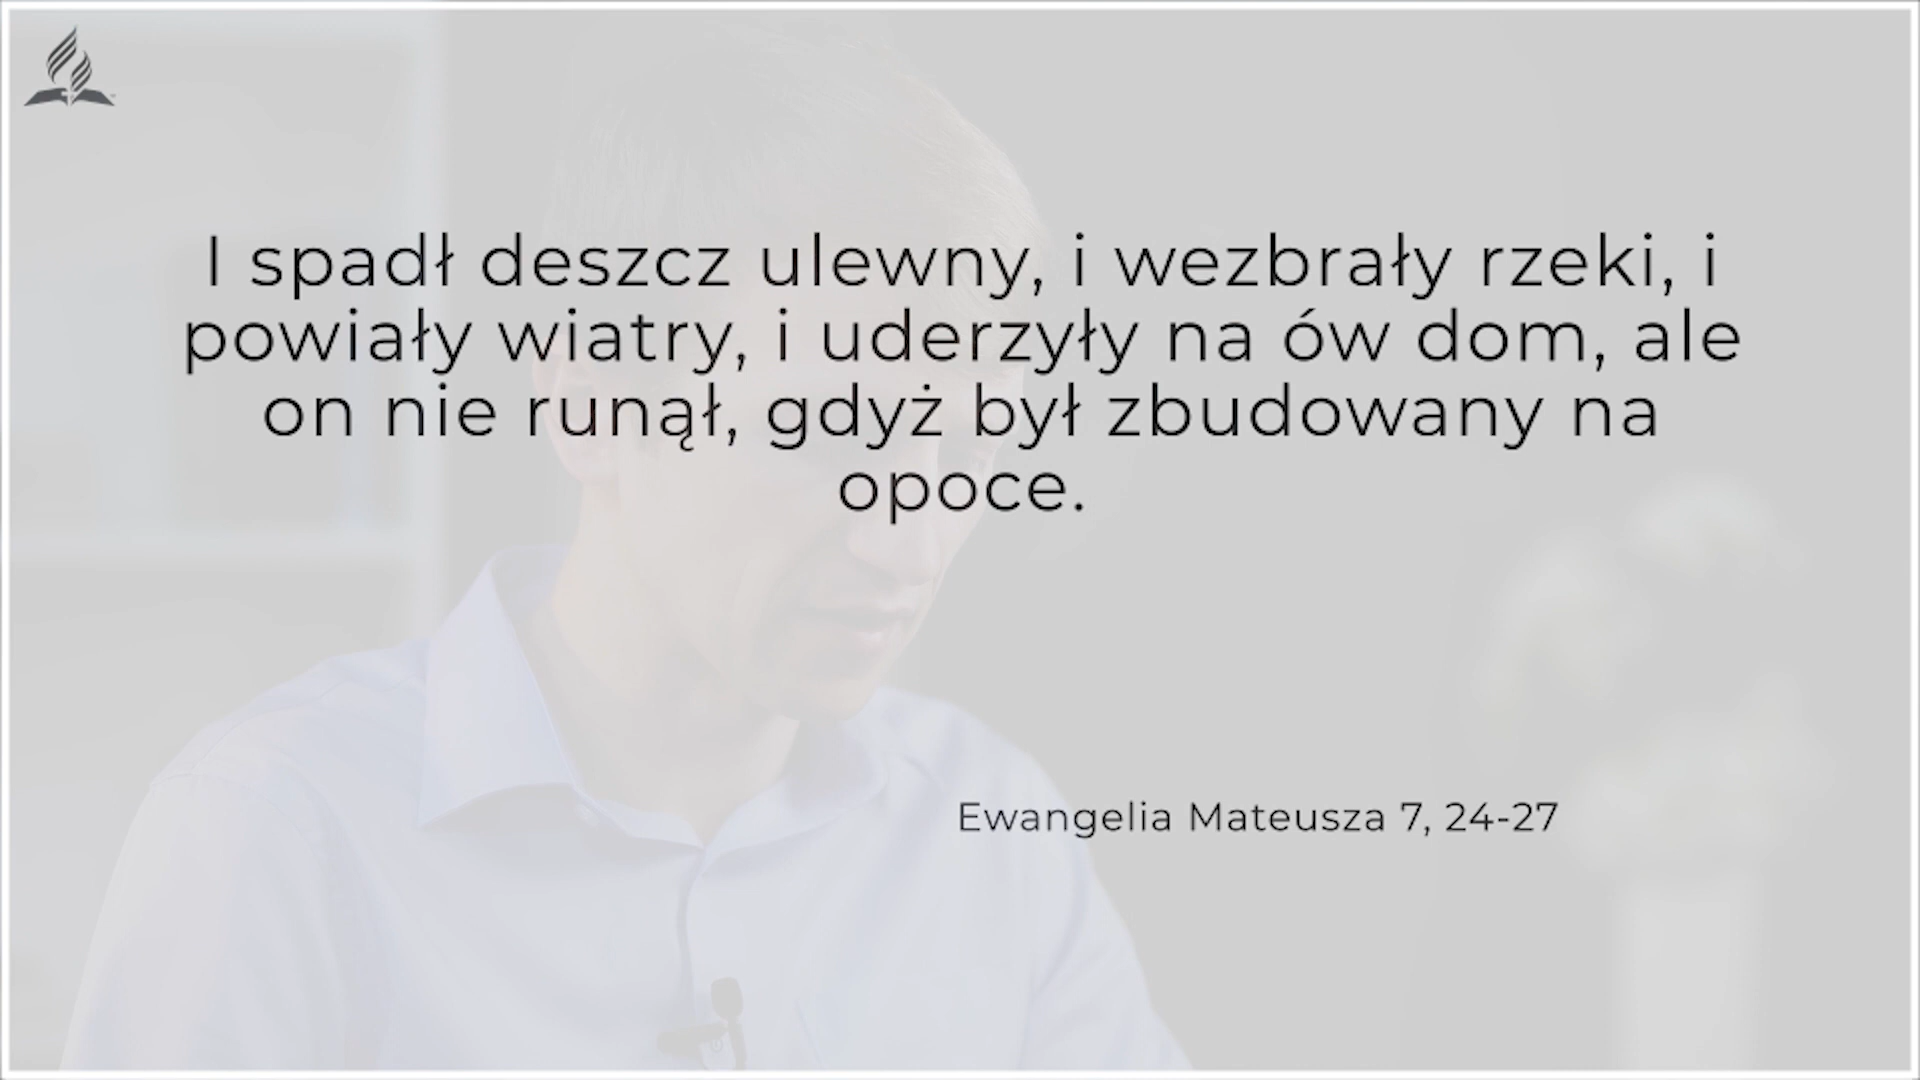 I spadł deszcz ulewny, i wezbrały rzeki, i
powiały wiatry, i uderzyły na ów dom, ale
on nie runął, gdyż był zbudowany na
opoce.
Ewangelia Mateusza 7, 24-27